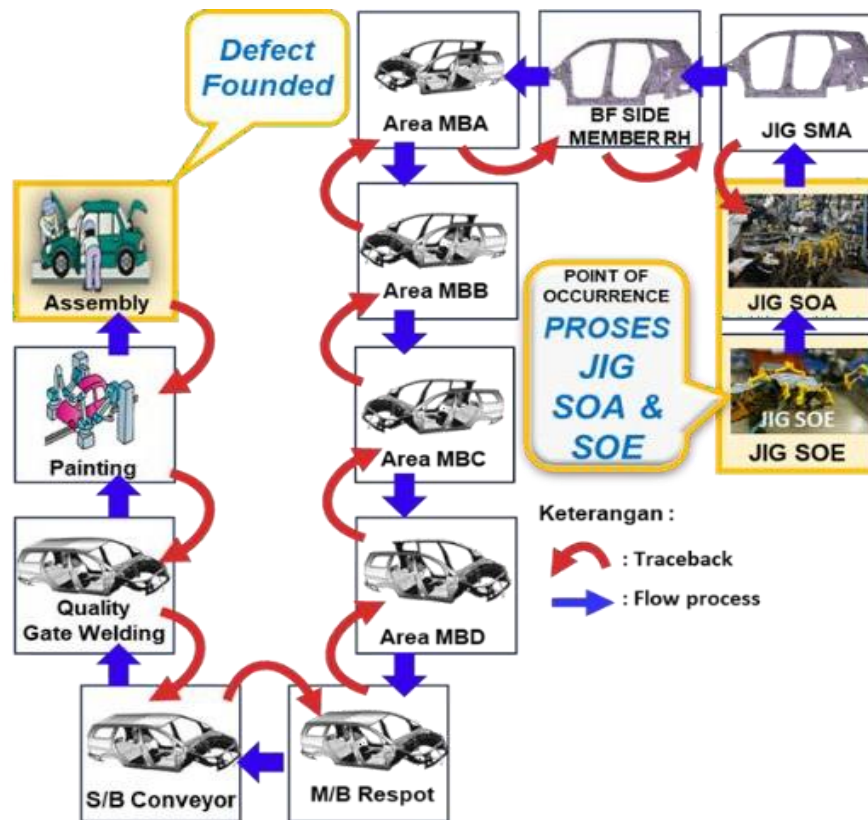 Defect
Founded
Area MBA
BF SIDE
MEMBER RH
JIG SMA
Assembly
Area MBB
POINT OF
OCCURRENCE
PROSES
JIG
SOA &
SOE
JIG SOA
Painting
Area MBC
JIG SOE
JIG SOE
Keterangan :
: Traceback
: Flow process
Quality
Gate Welding
Area MBD
S/B Conveyor
M/B Respot